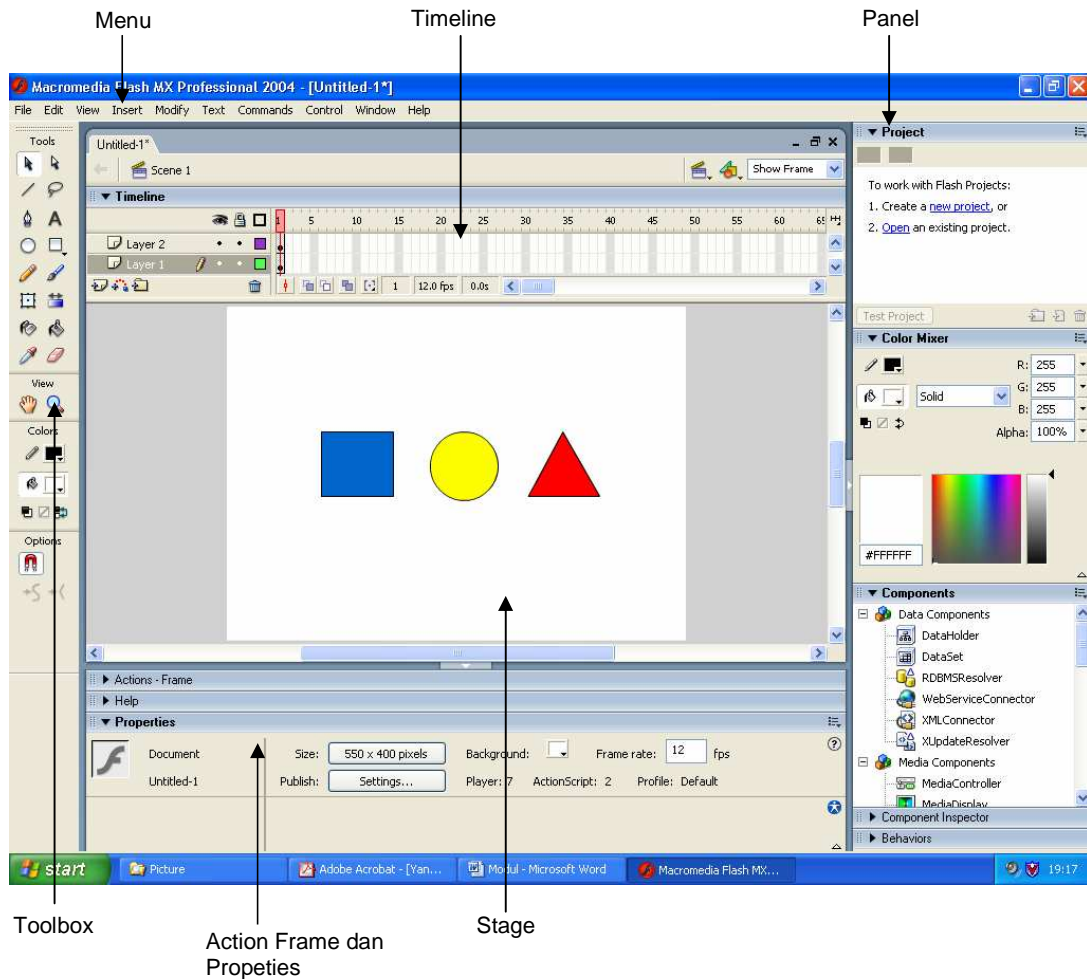 Menu
Timeline
Panel
Macromedia Flash MX Professional 2004 - [Untitled-1*]
File Edit View Insert Modify Text Commands Control Window Help
Tools
Untitled-1*
Scene 1
Show Frame
Timeline
1 5 10 15 20 25 30 35 40 45 50 55 60 65
Layer 2
Layer 1
1 12.0 fps 0.0s
View
Colors
Options
Project
To work with Flash Projects:
1. Create a new project, or
2. Open an existing project.
Test Project
Color Mixer
R: 255
G: 255
Solid
B: 255
Alpha: 100%
#FFFFFF
Components
Data Components
DataHolder
DataSet
RDBMSResolver
WebServiceConnector
XMLConnector
XUpdateResolver
Media Components
MediaController
MediaDisplay
Component Inspector
Behaviors
Actions - Frame
Help
Properties
Document Size: 550 x 400 pixels Background: Frame rate: 12 fps
Untitled-1 Publish: Settings... Player: 7 ActionScript: 2 Profile: Default
start Picture Adobe Acrobat - [Yan... Modul - Microsoft Word Macromedia Flash MX... 19:17
Toolbox
Action Frame dan
Propeties
Stage